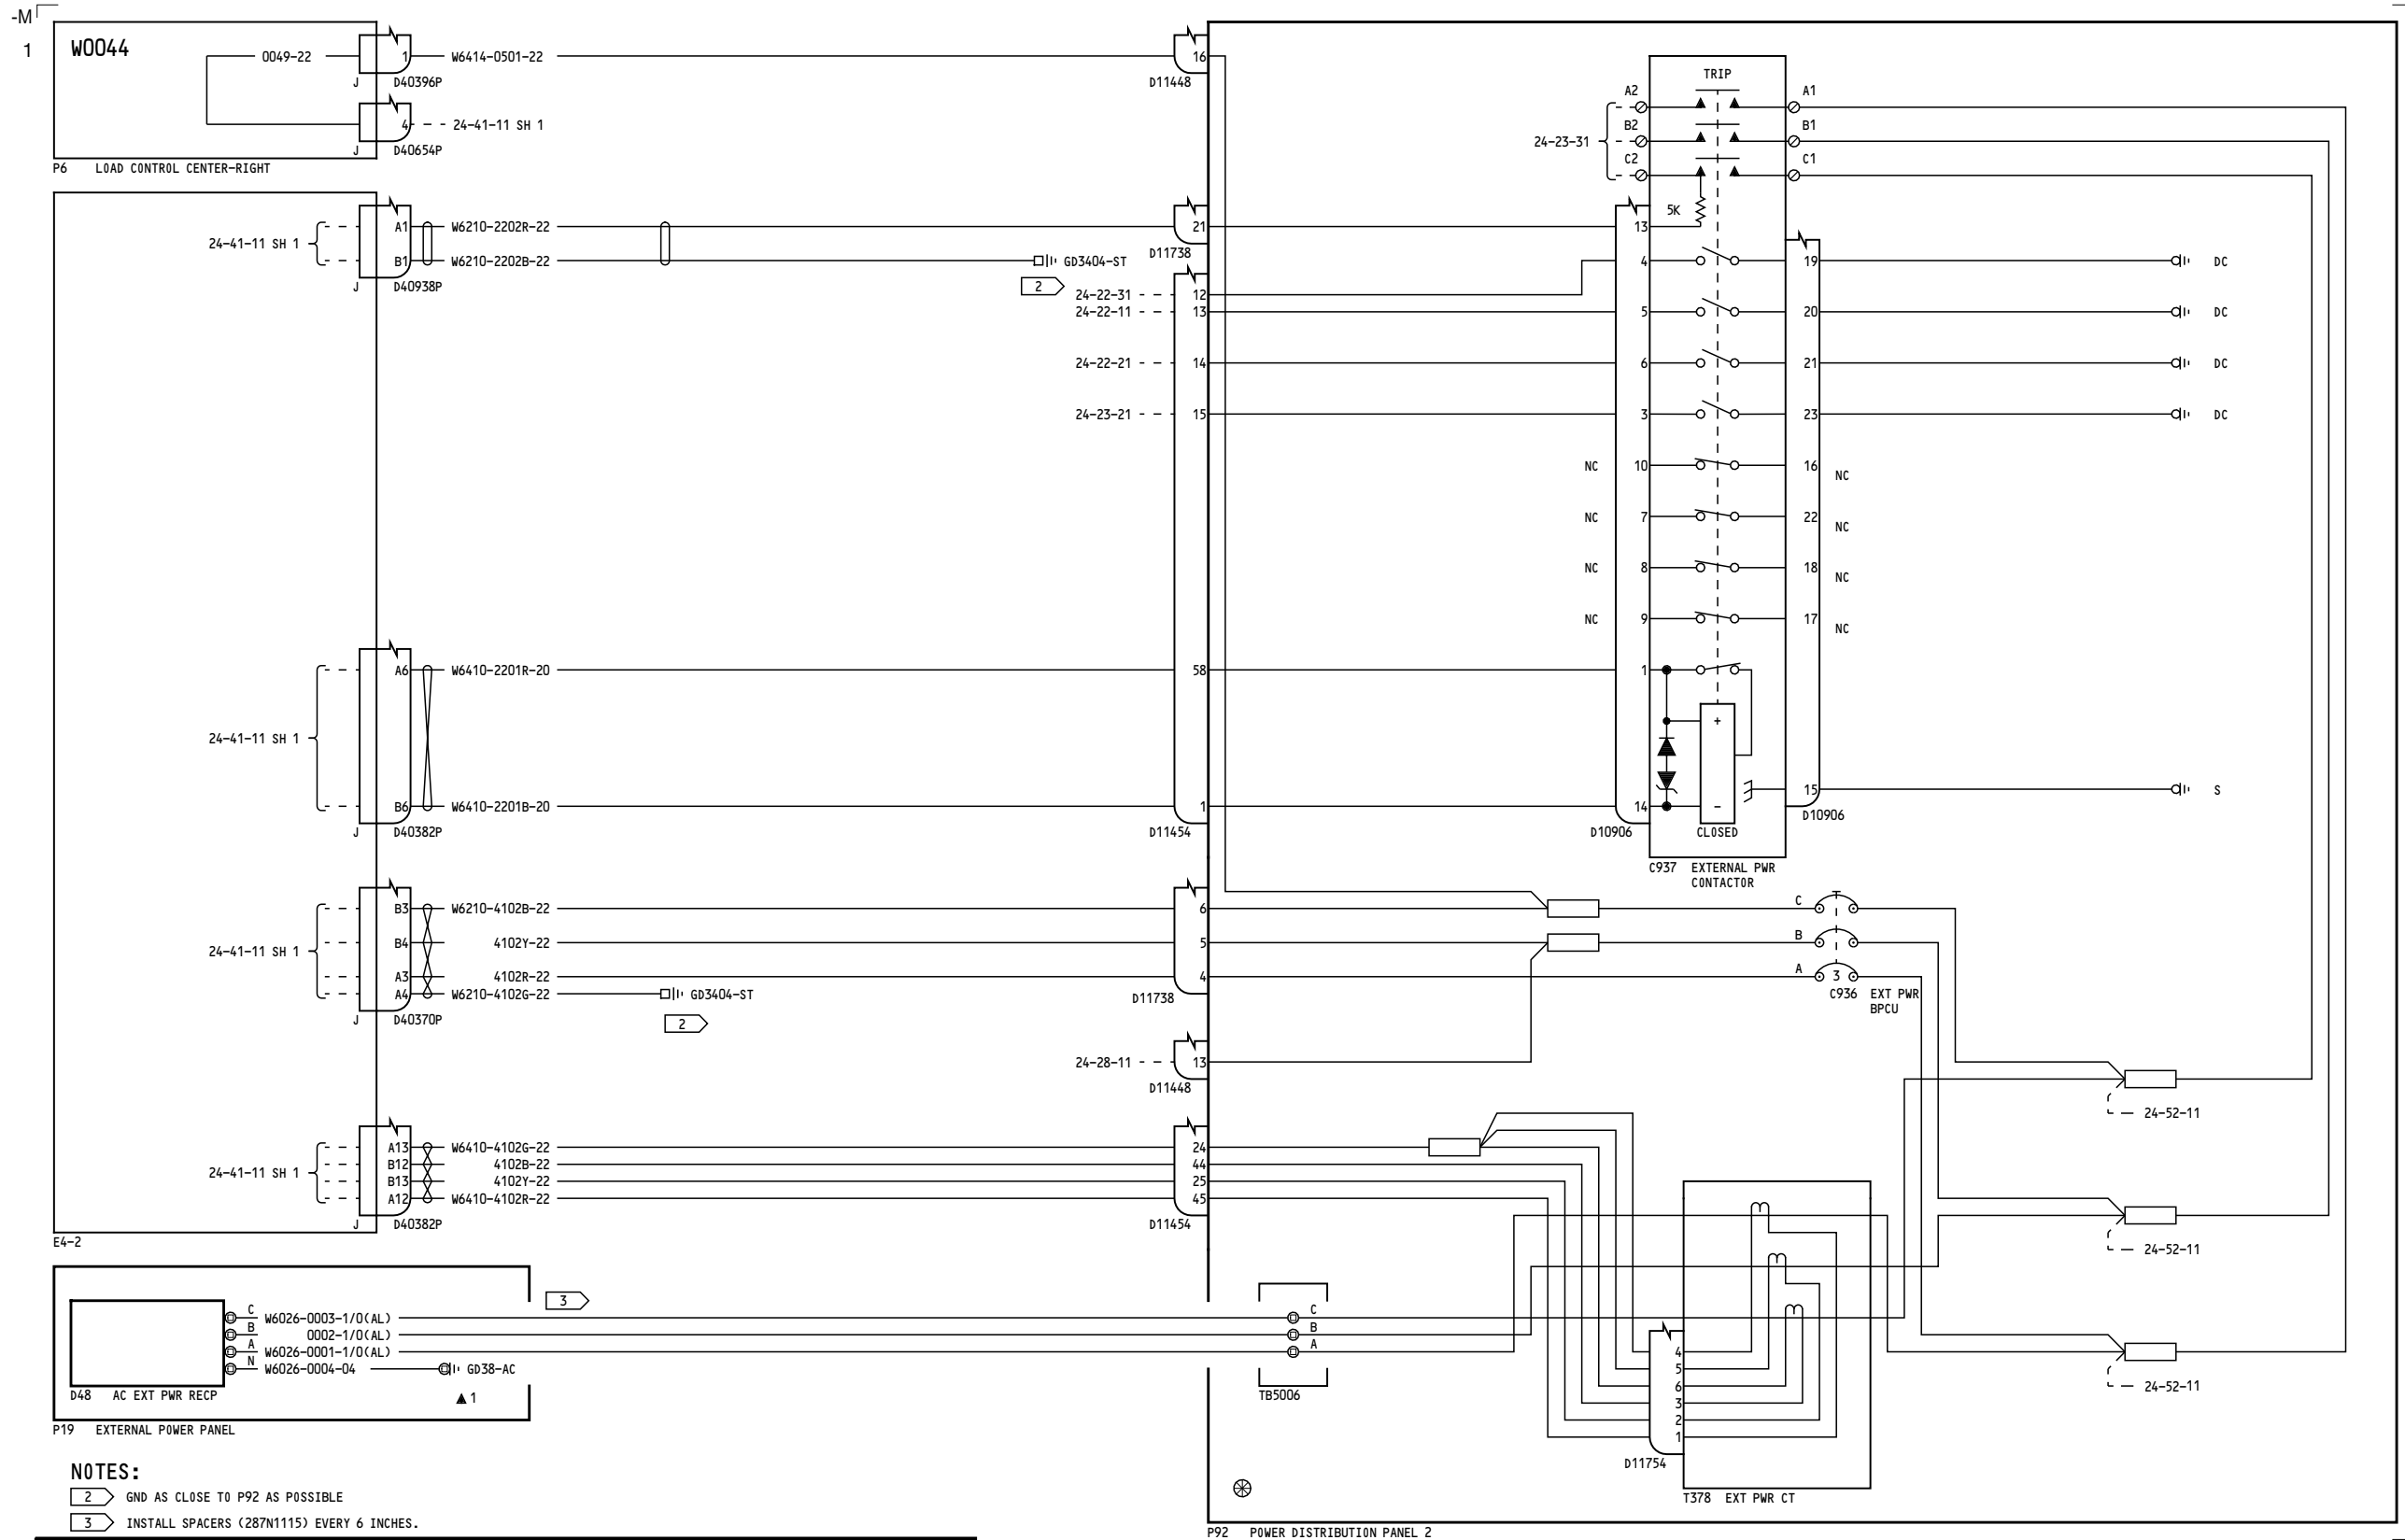 -M
1
W0044
0049-22
1
W6414-0501-22
J
D40396P
4
24-41-11 SH 1
J
D40654P
P6 LOAD CONTROL CENTER-RIGHT
16
D11448
TRIP
A2
A1
B2
B1
24-23-31
C2
C1
5K
24-41-11 SH 1
A1
W6210-2202R-22
B1
W6210-2202B-22
J
D40938P
GD3404-ST
2
21
D11738
13
24-22-31
12
4
19
DC
24-22-11
13
5
20
DC
24-22-21
14
6
21
DC
24-23-21
15
3
23
DC
NC
10
16
NC
NC
7
22
NC
NC
8
18
NC
NC
9
17
NC
24-41-11 SH 1
A6
W6410-2201R-20
58
1
+
B6
W6410-2201B-20
1
14
-
15
S
J
D40382P
D11454
D10906
CLOSED
D10906
C937 EXTERNAL PWR
CONTACTOR
24-41-11 SH 1
B3
W6210-4102B-22
6
C
B4
4102Y-22
5
B
A3
4102R-22
4
A
3
A4
W6210-4102G-22
GD3404-ST
J
D40370P
2
D11738
C936 EXT PWR
BPCU
24-28-11
13
D11448
24-52-11
24-41-11 SH 1
A13
W6410-4102G-22
24
B12
4102B-22
44
B13
4102Y-22
25
A12
W6410-4102R-22
45
J
D40382P
D11454
E4-2
24-52-11
3
C
W6026-0003-1/0(AL)
C
B
0002-1/0(AL)
B
A
W6026-0001-1/0(AL)
A
N
W6026-0004-04
GD38-AC
D48 AC EXT PWR RECP
1
TB5006
P19 EXTERNAL POWER PANEL
4
5
6
3
2
1
D11754
24-52-11
T378 EXT PWR CT
NOTES:
2 GND AS CLOSE TO P92 AS POSSIBLE
3 INSTALL SPACERS (287N1115) EVERY 6 INCHES.
P92 POWER DISTRIBUTION PANEL 2